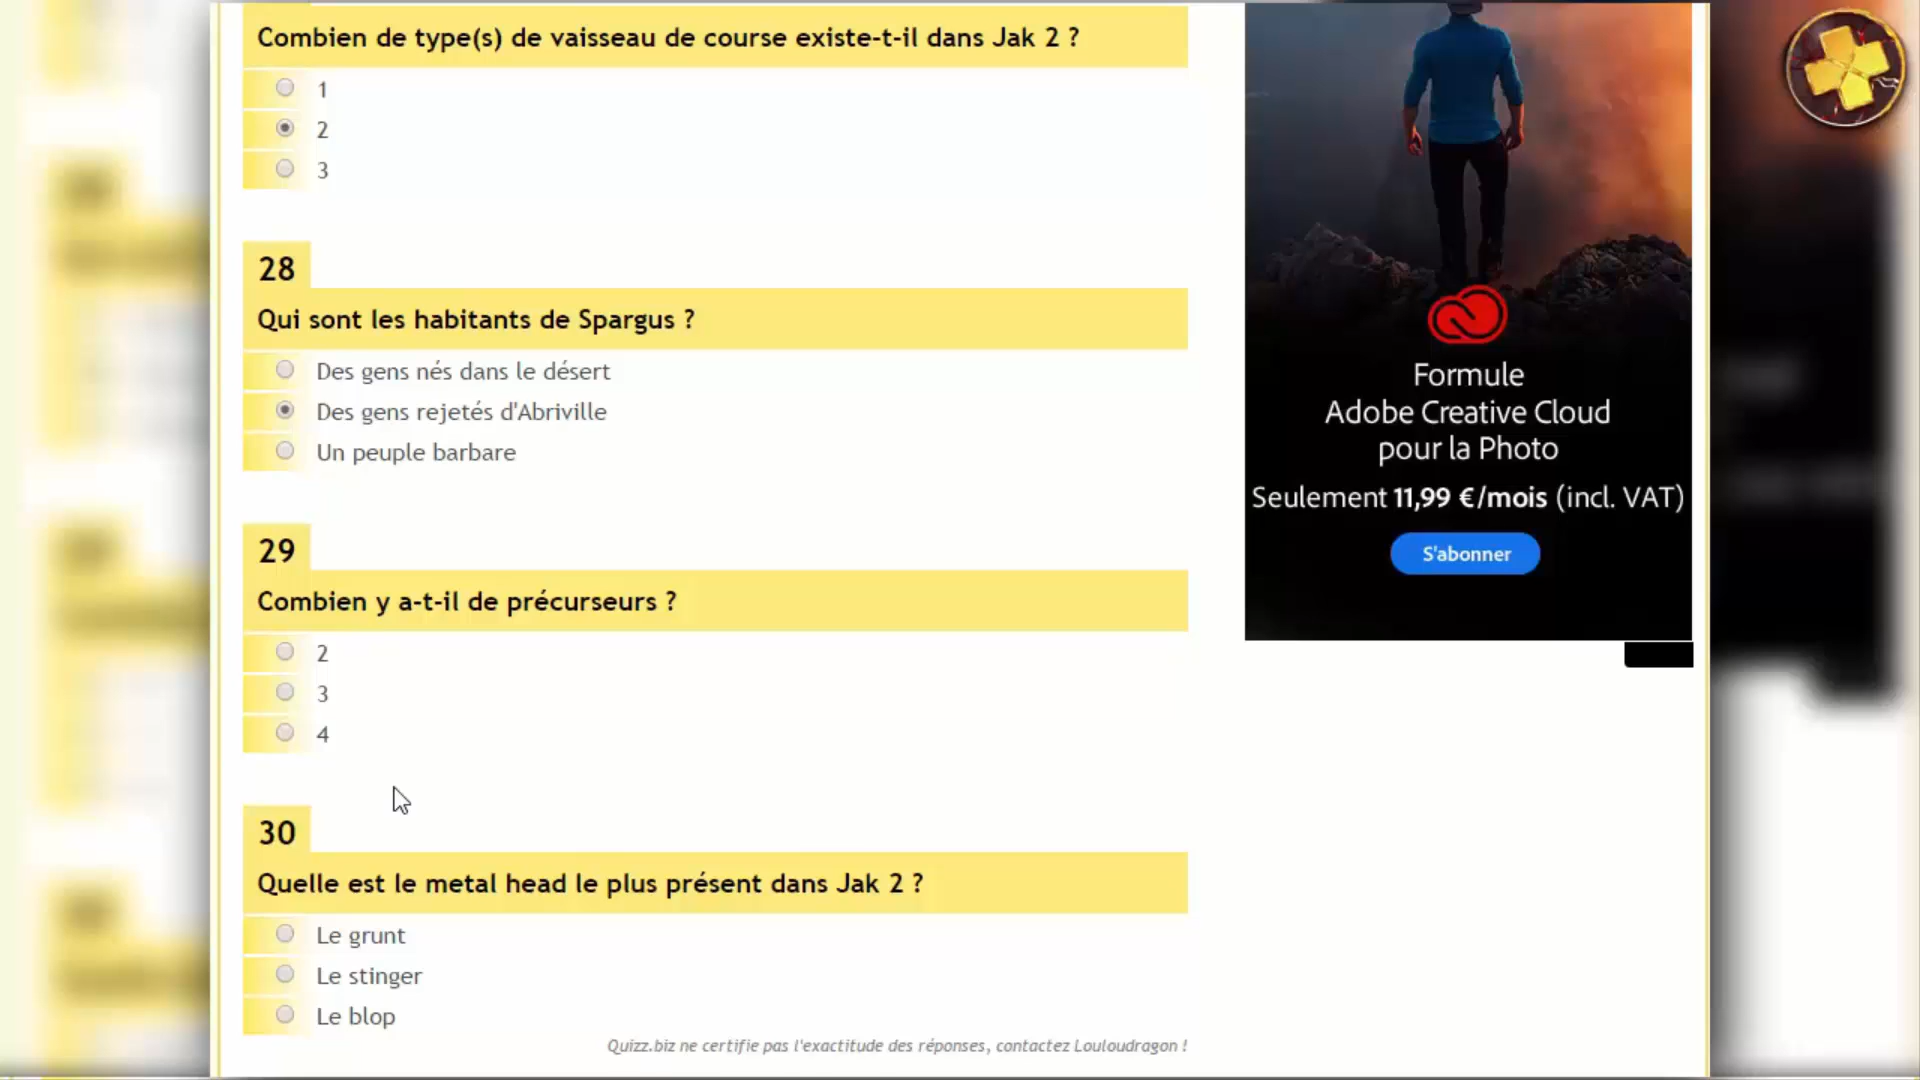 Combien de type(s) de vaisseau de course existe-t-il dans Jak 2 ?
1
2
3
28
Qui sont les habitants de Spargus ?
Des gens nés dans le désert
Des gens rejetés d'Abriville
Un peuple barbare
29
Combien y a-t-il de précurseurs ?
2
3
4
30
Quelle est le metal head le plus présent dans Jak 2 ?
Le grunt
Le stinger
Le blop
Quizz.biz ne certifie pas l'exactitude des réponses, contactez Louloudragon !
Formule
Adobe Creative Cloud
pour la Photo
Seulement 11,99 €/mois (incl. VAT)
S'abonner